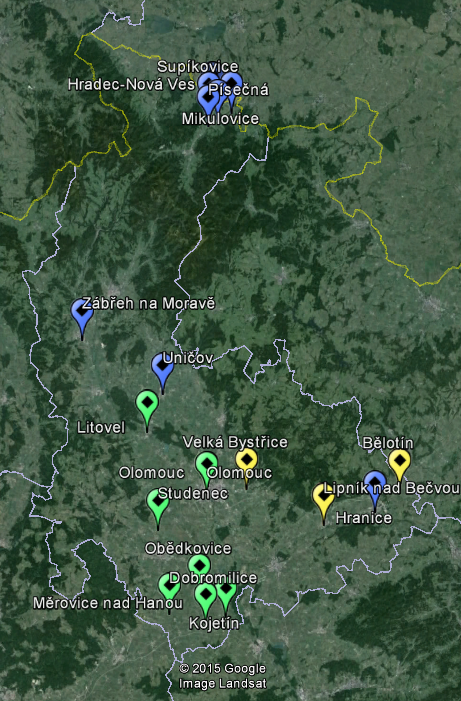 Supíkovice
Hradec-Nová Ves
Písečná
Mikulovice
Zábřeh na Moravě
Uničov
Litovel
Velká Bystřice
Bělotín
Olomouc
Olomouc
Lipník nad Bečvou
Studenec
Hranice
Obědkovice
Dobromilice
Měrovice nad Hanou
Kojetín
© 2015 Google
Image Landsat